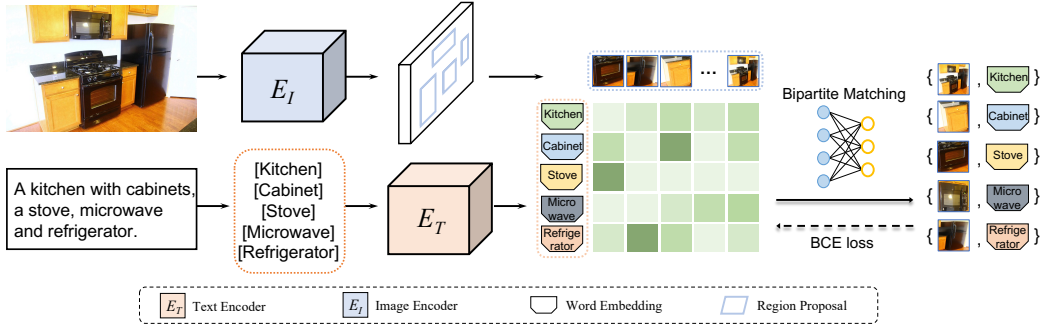 A kitchen with cabinets,
a stove, microwave
and refrigerator.
[Kitchen]
[Cabinet]
[Stove]
[Microwave]
[Refrigerator]
E_I
E_T
...
Kitchen
Cabinet
Stove
Micro
wave
Refrige
rator
Bipartite Matching
BCE loss
{ , Kitchen }
{ , Cabinet }
{ , Stove }
{ , Micro
wave }
{ , Refrige
rator }
E_T Text Encoder
E_I Image Encoder
Word Embedding
Region Proposal